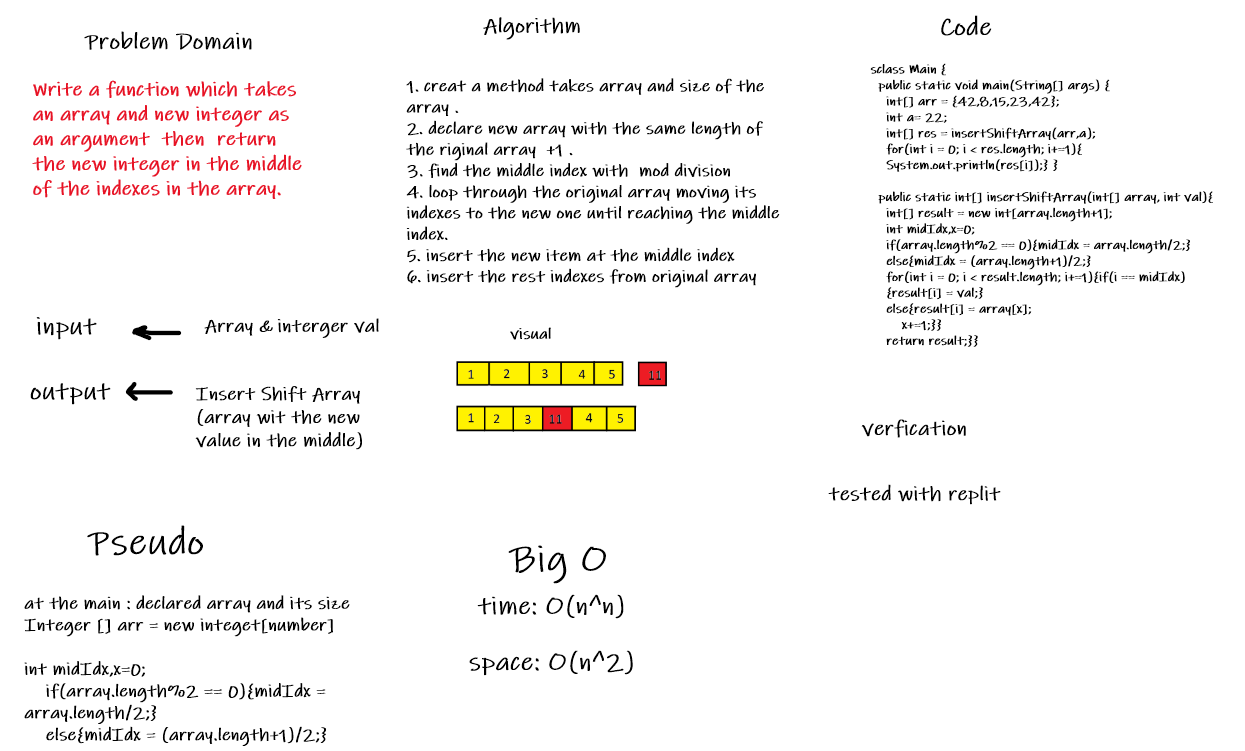 Problem Domain
Write a function which takes
an array and new integer as
an argument then return
the new integer in the middle
of the indexes in the array.
input
Array & interger val
output
Insert Shift Array
(array wit the new
value in the middle)
Algorithm
1. creat a method takes array and size of the
array .
2. declare new array with the same length of
the riginal array +1 .
3. find the middle index with mod division
4. loop through the original array moving its
indexes to the new one until reaching the middle
index.
5. insert the new item at the middle index
6. insert the rest indexes from original array
visual
1 2 3 4 5 11
1 2 3 11 4 5
Code
sclass Main {
public static void main(String[] args) {
int[] arr = {42,8,15,23,42};
int a= 22;
int[] res = insertShiftArray(arr,a);
for(int i = 0; i < res.length; i+=1){
System.out.println(res[i]);} }
public static int[] insertShiftArray(int[] array, int val){
int[] result = new int[array.length+1];
int midIdx,x=0;
if(array.length%2 == 0){midIdx = array.length/2;}
else{midIdx = (array.length+1)/2;}
for(int i = 0; i < result.length; i+=1){if(i == midIdx)
{result[i] = val;}
else{result[i] = array[x];
x+=1;}}
return result;}}
verfication
tested with replit
Pseudo
at the main : declared array and its size
Integer [] arr = new integet[number]
int midIdx,x=0;
if(array.length%2 == 0){midIdx =
array.length/2;}
else{midIdx = (array.length+1)/2;}
Big O
time: O(n^n)
space: O(n^2)